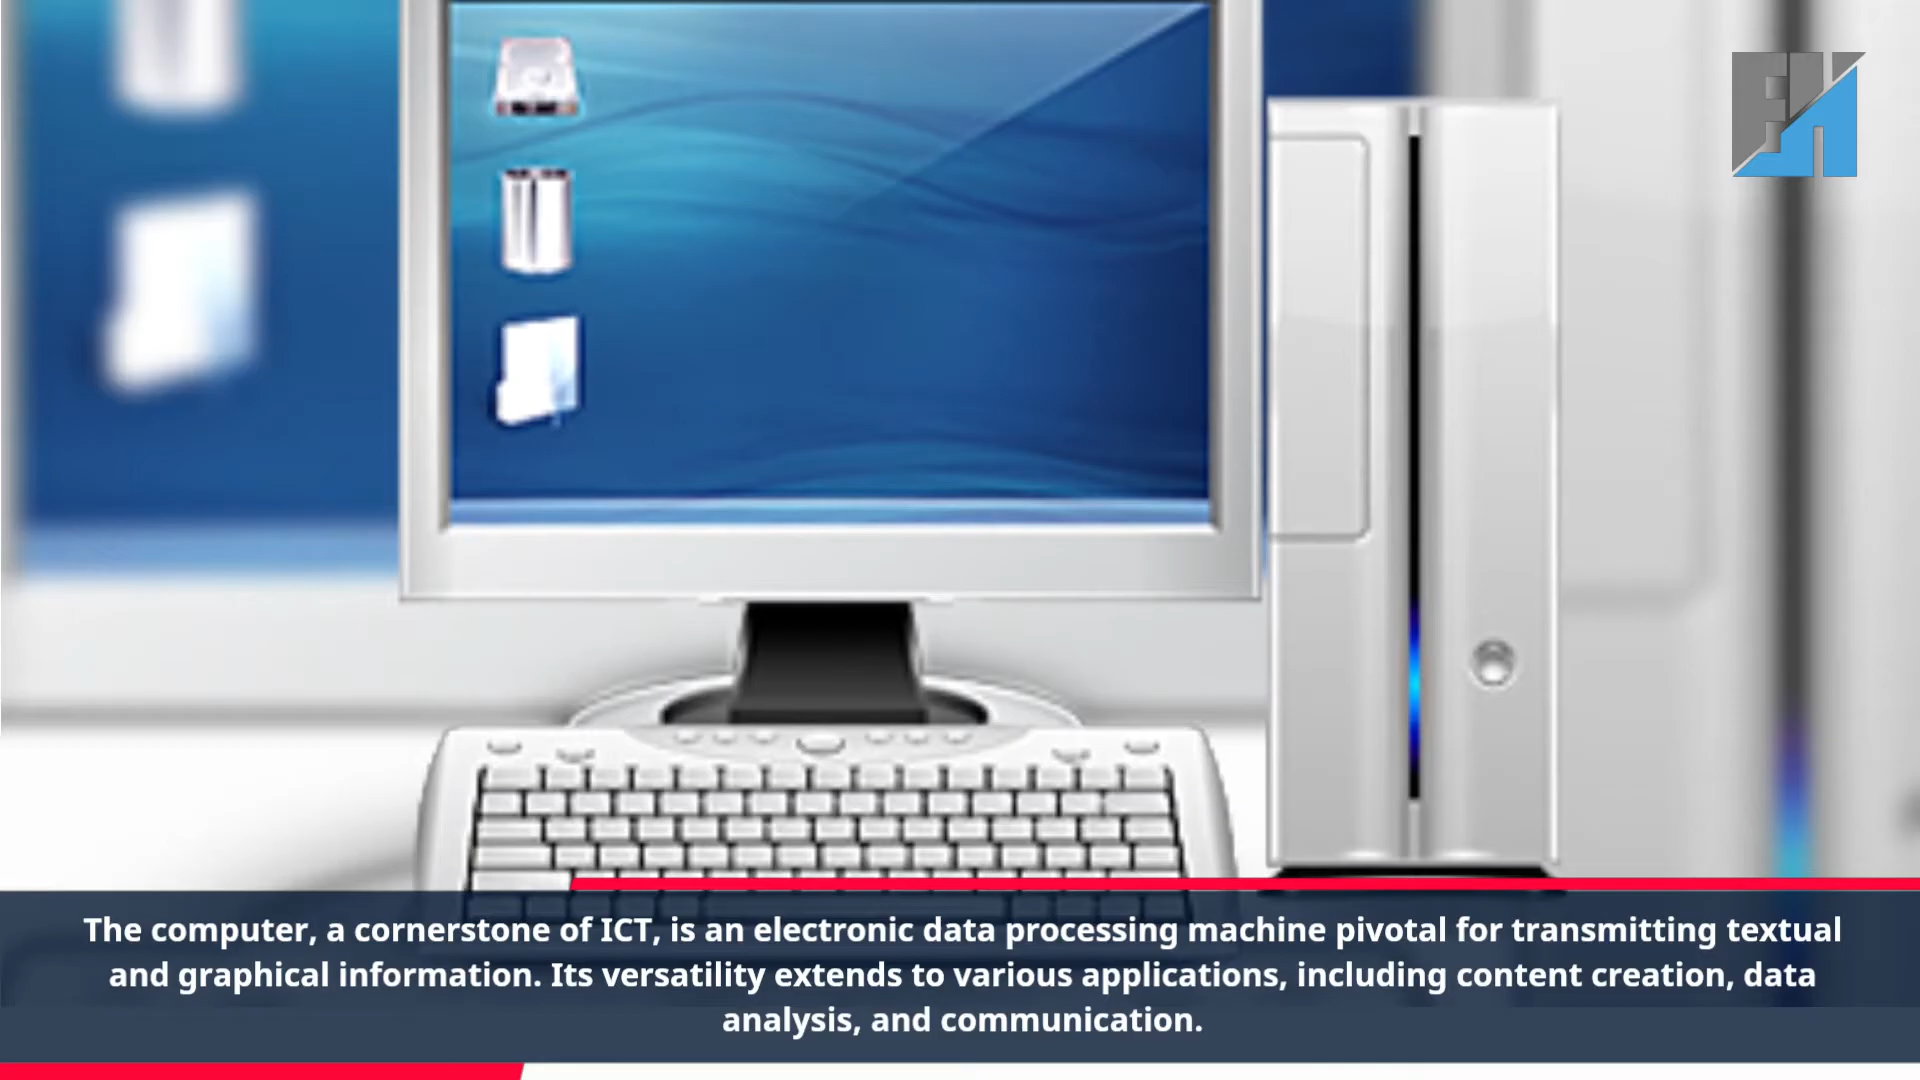 The computer, a cornerstone of ICT, is an electronic data processing machine pivotal for transmitting textual
and graphical information. Its versatility extends to various applications, including content creation, data
analysis, and communication.